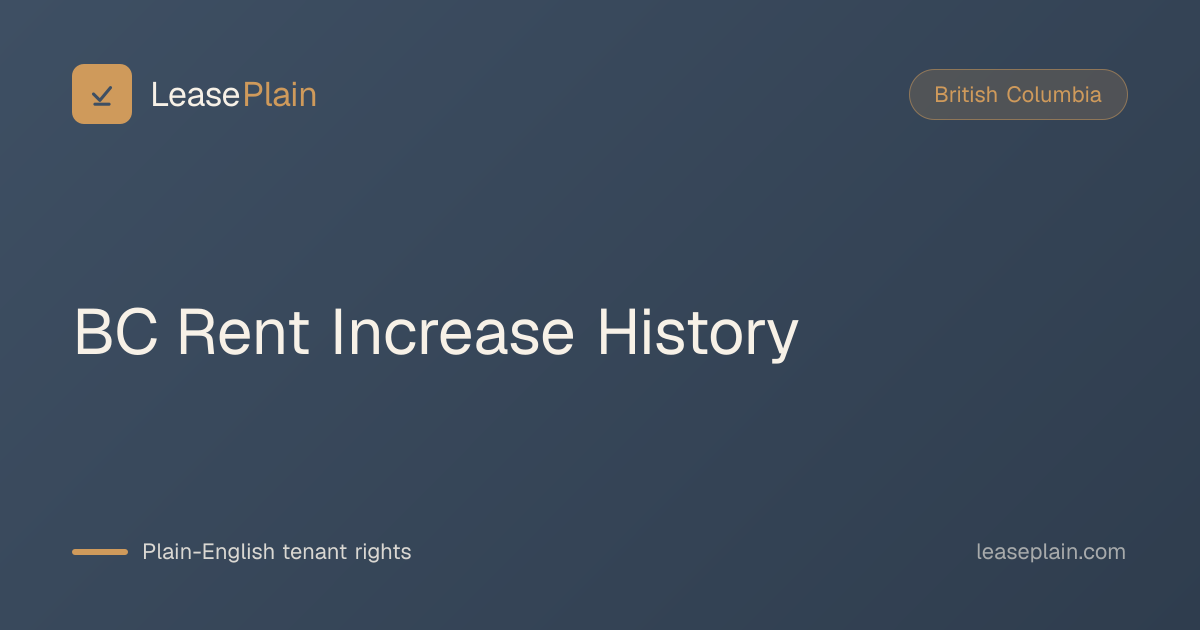 LeasePlain
British Columbia
BC Rent Increase History
Plain-English tenant rights
leaseplain.com